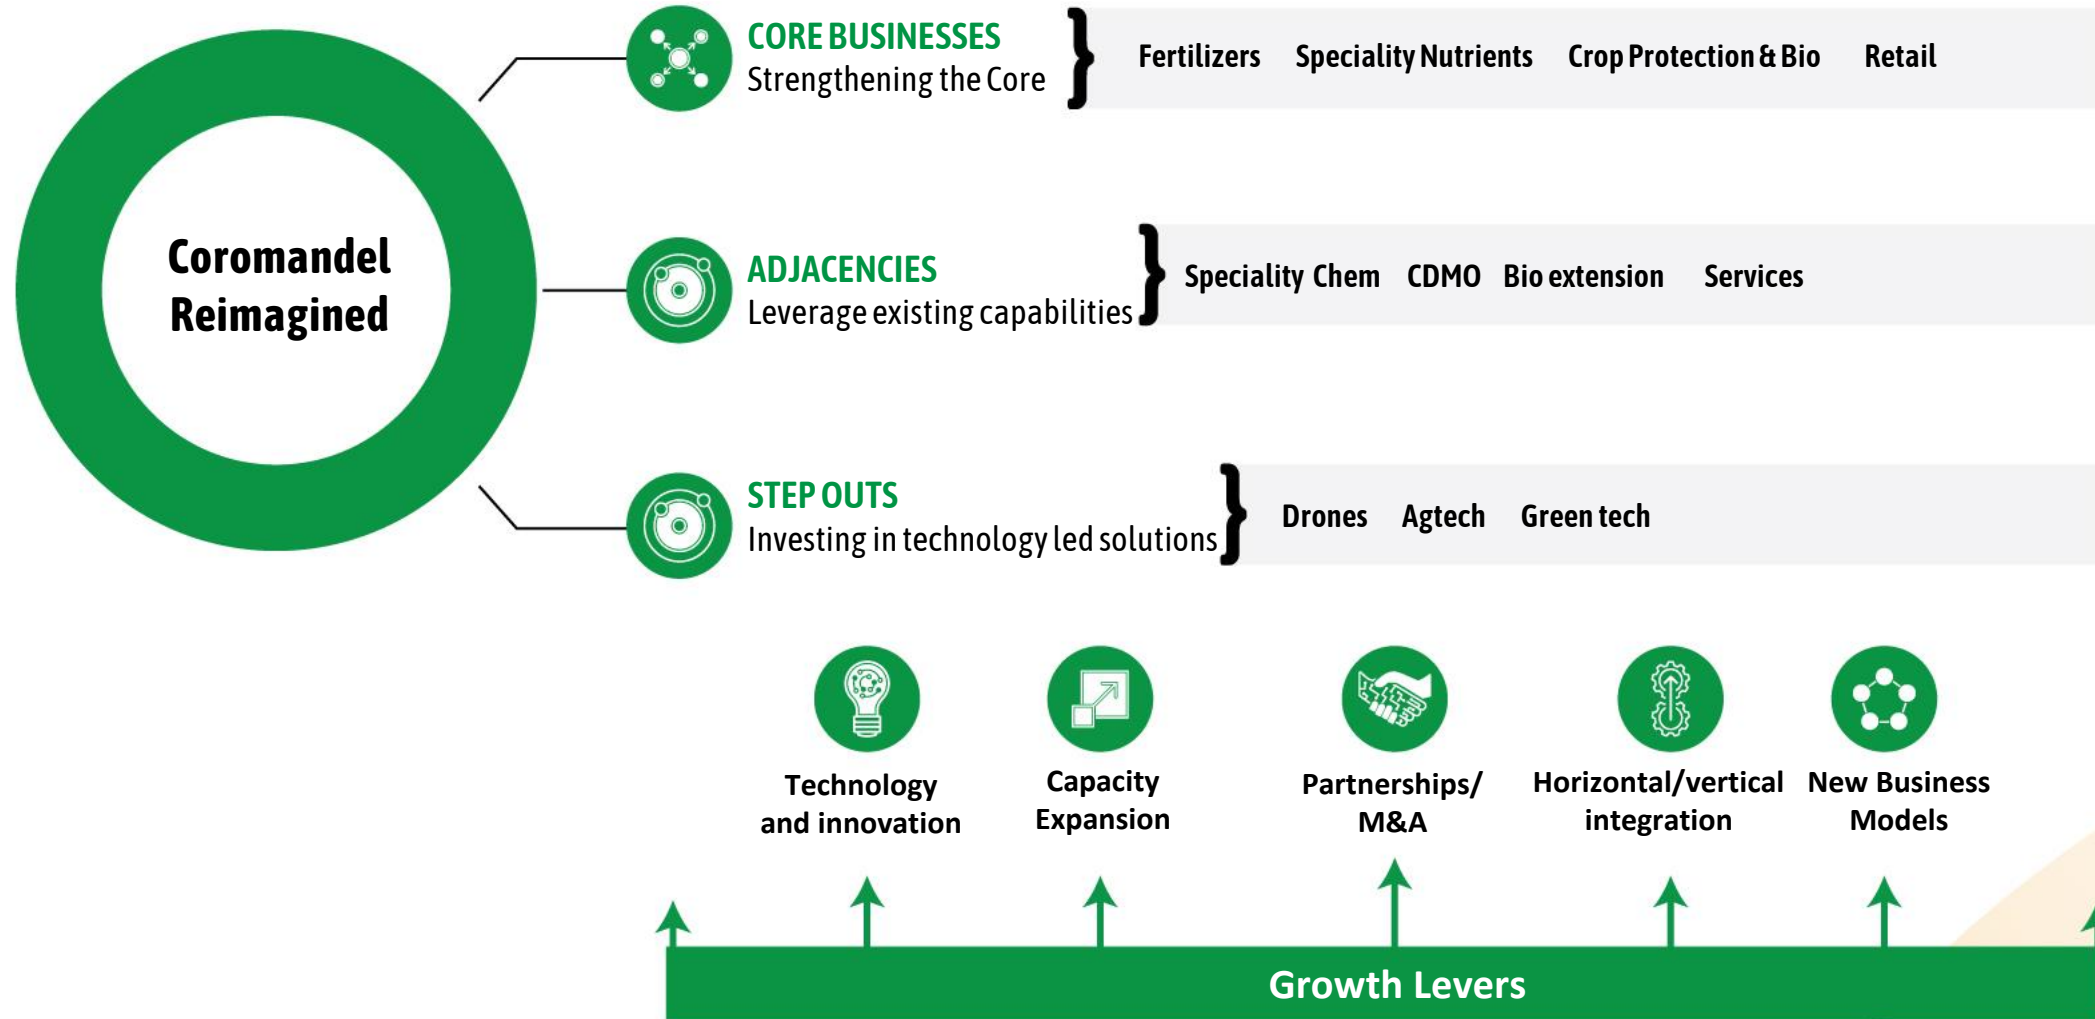 Coromandel
Reimagined
CORE BUSINESSES
Strengthening the Core
Fertilizers Speciality Nutrients Crop Protection & Bio Retail
ADJACENCIES
Leverage existing capabilities
Speciality Chem CDMO Bio extension Services
STEP OUTS
Investing in technology led solutions
Drones Agtech Green tech
Technology
and innovation
Capacity
Expansion
Partnerships/
M&A
Horizontal/vertical
integration
New Business
Models
Growth Levers